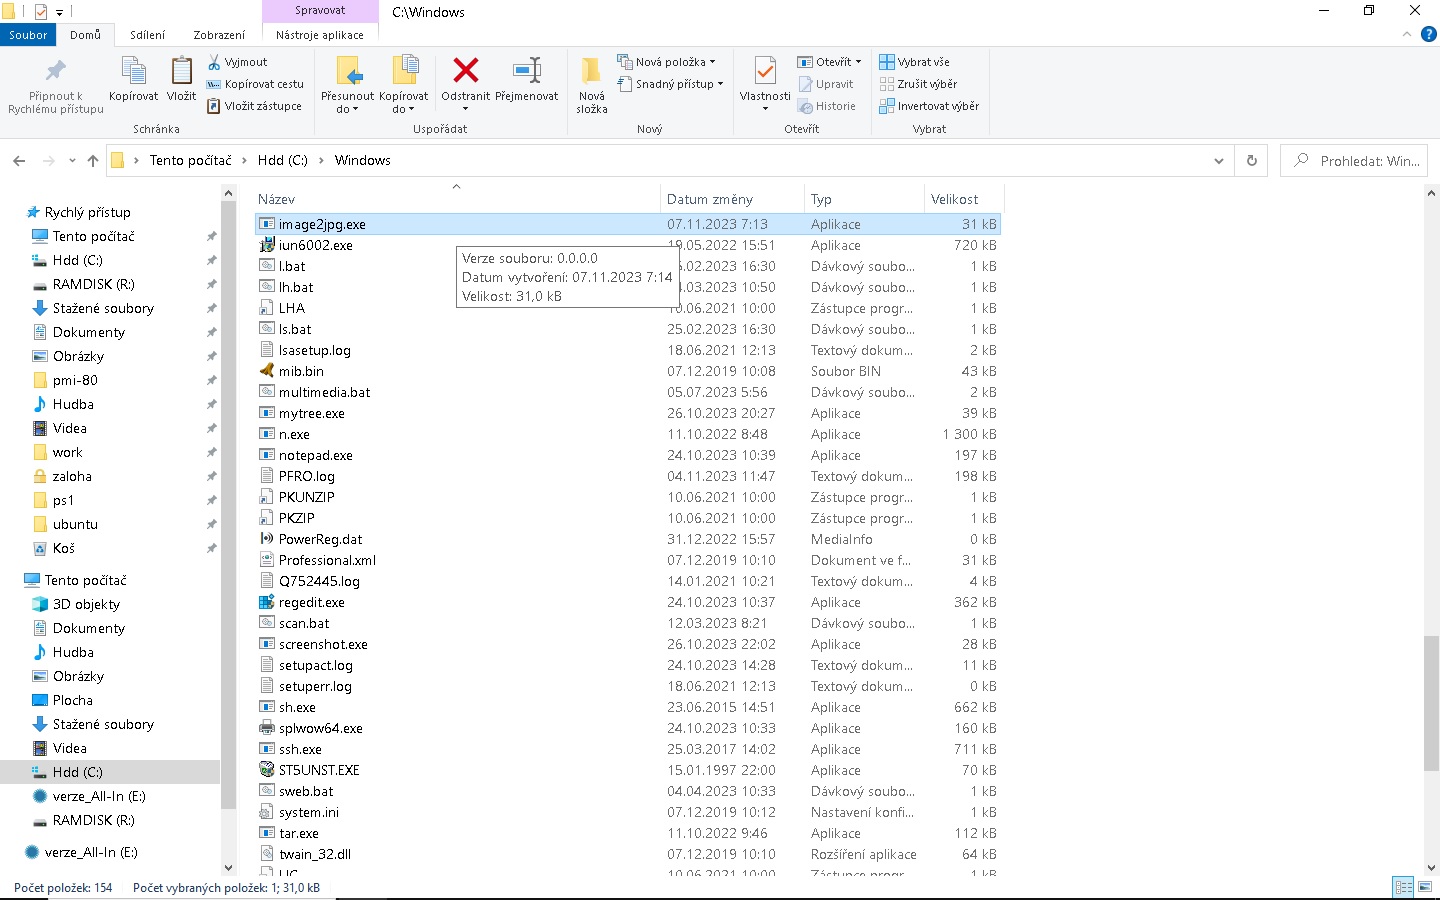 Spravovat
C:\Windows
Soubor
Domů
Sdílení
Zobrazení
Nástroje aplikace
Připnout k
Rychlému přístupu
Kopírovat
Vložit
Vyjmout
Kopírovat cestu
Vložit zástupce
Schránka
Přesunout
do
Kopírovat
do
Odstranit
Přejmenovat
Uspořádat
Nová
složka
Nová položka
Snadný přístup
Nový
Vlastnosti
Otevřít
Upravit
Historie
Otevřít
Vybrat vše
Zrušit výběr
Invertovat výběr
Vybrat
Tento počítač > Hdd (C:) > Windows
Prohledat: Win...
Rychlý přístup
Tento počítač
Hdd (C:)
RAMDISK (R:)
Stažené soubory
Dokumenty
Obrázky
pmi-80
Hudba
Videa
work
zaloha
ps1
ubuntu
Koš
Tento počítač
3D objekty
Dokumenty
Hudba
Obrázky
Plocha
Stažené soubory
Videa
Hdd (C:)
verze_All-In (E:)
RAMDISK (R:)
verze_All-In (E:)
Název Datum změny Typ Velikost
image2jpg.exe 07.11.2023 7:13 Aplikace 31 kB
iun6002.exe 19.05.2022 15:51 Aplikace 720 kB
l.bat .02.2023 16:30 Dávkový soubo... 1 kB
lh.bat .03.2023 10:50 Dávkový soubo... 1 kB
LHA 10.06.2021 10:00 Zástupce progr... 1 kB
ls.bat 25.02.2023 16:30 Dávkový soubo... 1 kB
lsasetup.log 18.06.2021 12:13 Textový dokum... 2 kB
mib.bin 07.12.2019 10:08 Soubor BIN 43 kB
multimedia.bat 05.07.2023 5:56 Dávkový soubo... 2 kB
mytree.exe 26.10.2023 20:27 Aplikace 39 kB
n.exe 11.10.2022 8:48 Aplikace 1 300 kB
notepad.exe 24.10.2023 10:39 Aplikace 197 kB
PFRO.log 04.11.2023 11:47 Textový dokum... 198 kB
PKUNZIP 10.06.2021 10:00 Zástupce progr... 1 kB
PKZIP 10.06.2021 10:00 Zástupce progr... 1 kB
PowerReg.dat 31.12.2022 15:57 MediaInfo 0 kB
Professional.xml 07.12.2019 10:10 Dokument ve f... 31 kB
Q752445.log 14.01.2021 10:21 Textový dokum... 4 kB
regedit.exe 24.10.2023 10:37 Aplikace 362 kB
scan.bat 12.03.2023 8:21 Dávkový soubo... 1 kB
screenshot.exe 26.10.2023 22:02 Aplikace 28 kB
setupact.log 24.10.2023 14:28 Textový dokum... 11 kB
setuperr.log 18.06.2021 12:13 Textový dokum... 0 kB
sh.exe 23.06.2015 14:51 Aplikace 662 kB
splwow64.exe 24.10.2023 10:33 Aplikace 160 kB
ssh.exe 25.03.2017 14:02 Aplikace 711 kB
ST5UNST.EXE 15.01.1997 22:00 Aplikace 70 kB
sweb.bat 04.04.2023 10:33 Dávkový soubo... 1 kB
system.ini 07.12.2019 10:12 Nastavení konfi... 1 kB
tar.exe 11.10.2022 9:46 Aplikace 112 kB
twain_32.dll 07.12.2019 10:10 Rozšíření aplikace 64 kB
10.06.2021 10:00 Zástupce progr... 1 kB
Verze souboru: 0.0.0.0
Datum vytvoření: 07.11.2023 7:14
Velikost: 31,0 kB
Počet položek: 154 Počet vybraných položek: 1; 31,0 kB